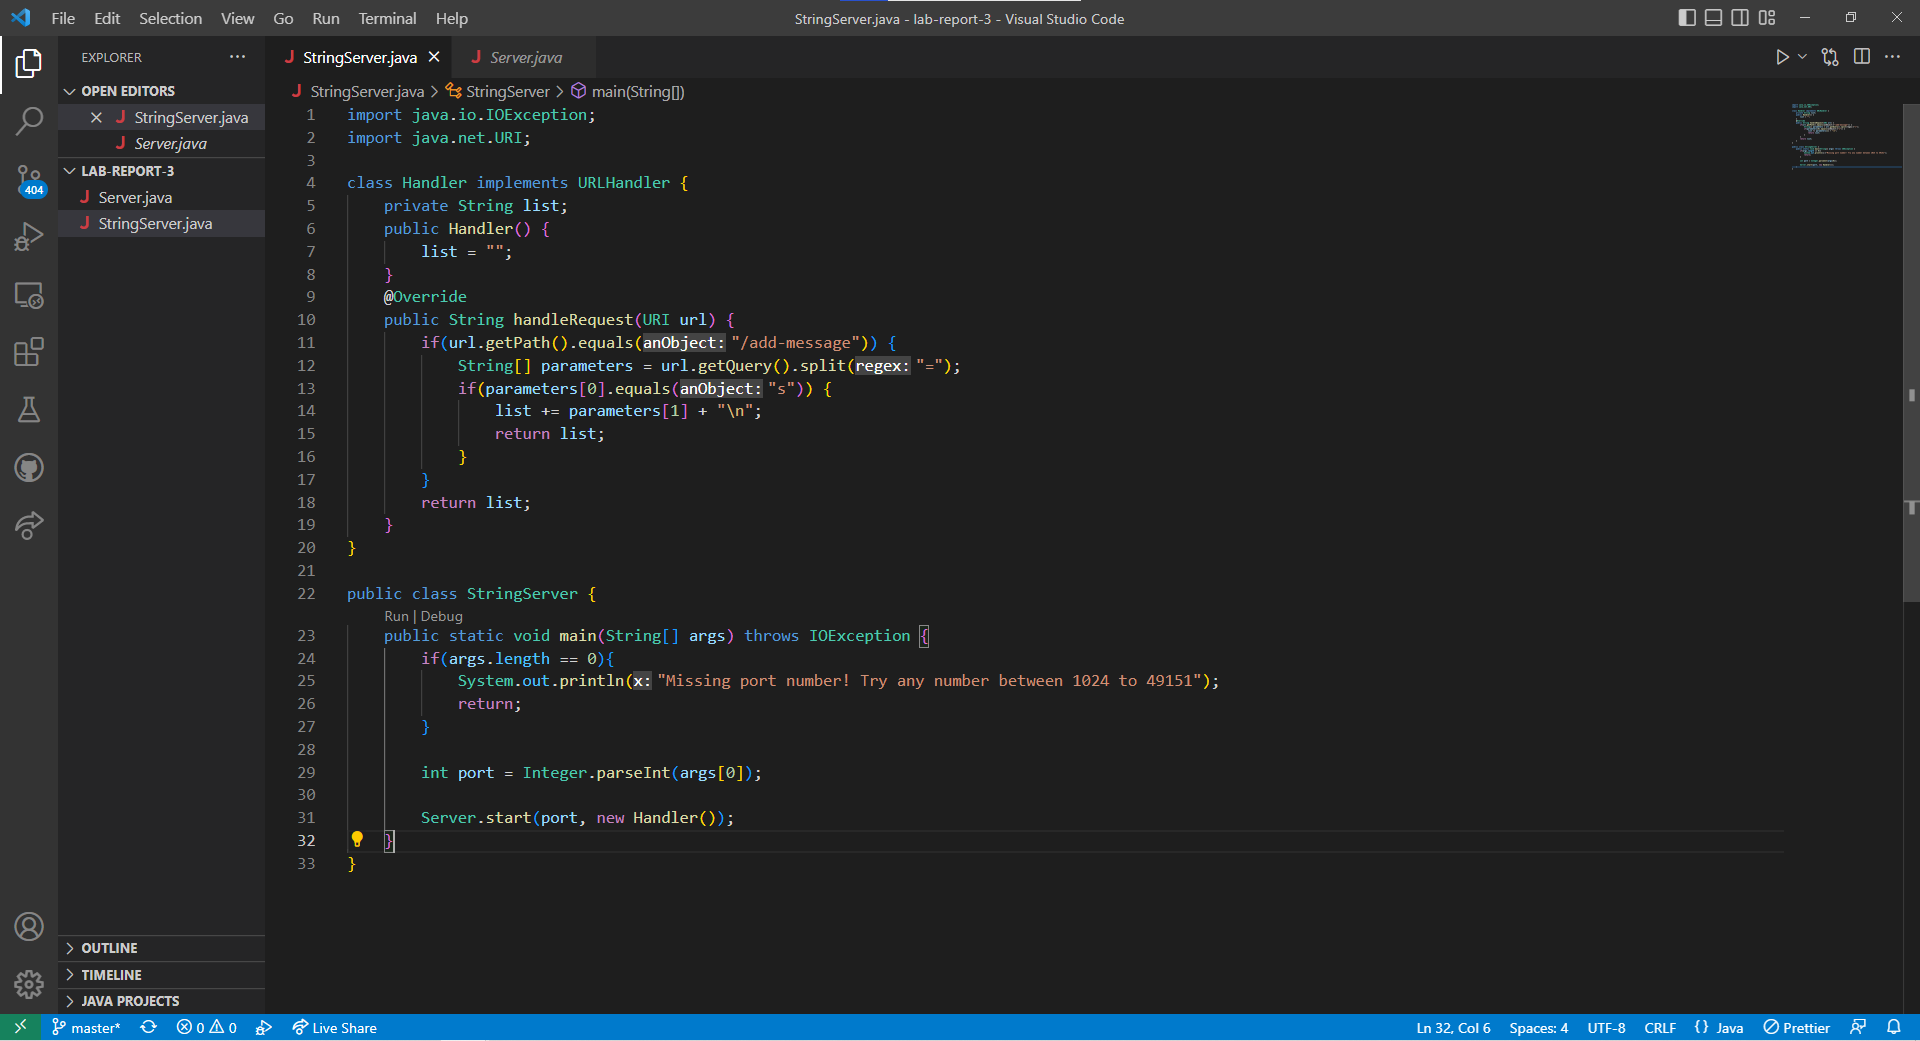 File Edit Selection View Go Run Terminal Help
StringServer.java - lab-report-3 - Visual Studio Code
EXPLORER
OPEN EDITORS
StringServer.java
Server.java
LAB-REPORT-3
Server.java
StringServer.java
404
OUTLINE
TIMELINE
JAVA PROJECTS
StringServer.java
Server.java
StringServer.java > StringServer > main(String[])
1 import java.io.IOException;
2 import java.net.URI;
3
4 class Handler implements URLHandler {
5 private String list;
6 public Handler() {
7 list = "";
8 }
9 @Override
10 public String handleRequest(URI url) {
11 if(url.getPath().equals(anObject: "/add-message")) {
12 String[] parameters = url.getQuery().split(regex: "=");
13 if(parameters[0].equals(anObject: "s")) {
14 list += parameters[1] + "\n";
15 return list;
16 }
17 }
18 return list;
19 }
20 }
21
22 public class StringServer {
Run | Debug
23 public static void main(String[] args) throws IOException {
24 if(args.length == 0){
25 System.out.println(x: "Missing port number! Try any number between 1024 to 49151");
26 return;
27 }
28
29 int port = Integer.parseInt(args[0]);
30
31 Server.start(port, new Handler());
32 }
33 }
master* 0 0 Live Share
Ln 32, Col 6 Spaces: 4 UTF-8 CRLF {} Java Prettier